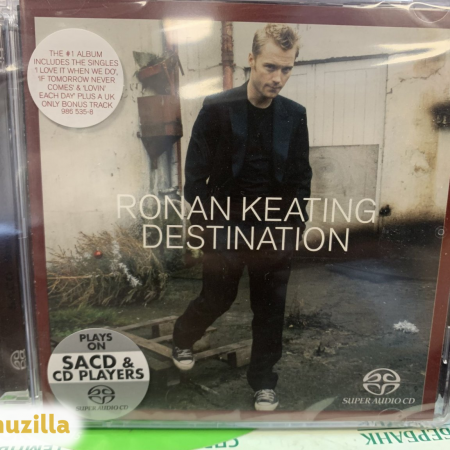 THE #1 ALBUM
INCLUDES THE SINGLES
'I LOVE IT WHEN WE DO',
'IF TOMORROW NEVER
COMES' & 'LOVIN'
EACH DAY' PLUS A UK
ONLY BONUS TRACK
986 535-8
RONAN KEATING
DESTINATION
PLAYS
ON
SACD &
CD PLAYERS
SUPER AUDIO CD
SUPER AUDIO CD
uzilla